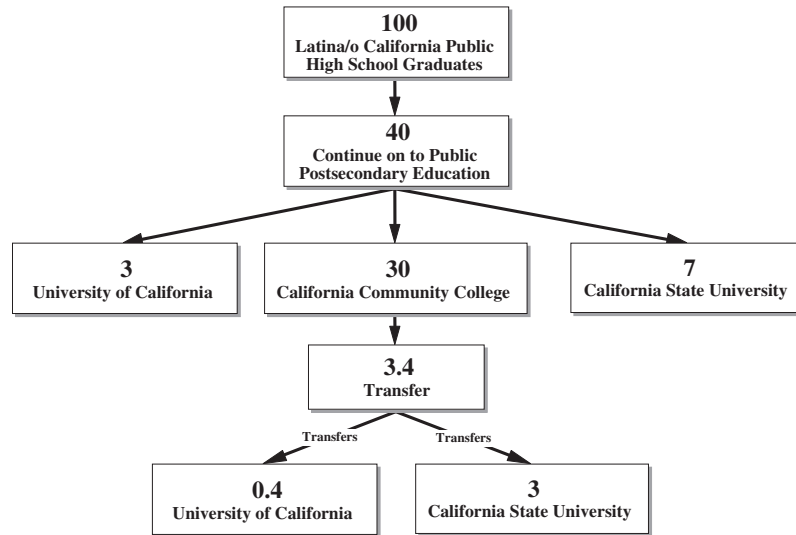 100
Latina/o California Public
High School Graduates
40
Continue on to Public
Postsecondary Education
3
University of California
30
California Community College
7
California State University
3.4
Transfer
Transfers
Transfers
0.4
University of California
3
California State University